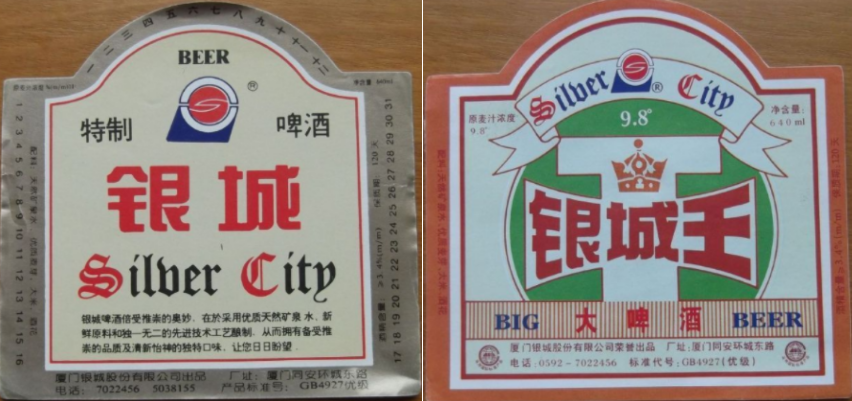 一 二 三 四 五 六 七 八 九 十 十一 十二
BEER
®
特制 啤酒
银城
Silver City
银城啤酒倍受推崇的奥妙、在於采用优质天然矿泉水、新
鲜原料和独一无二的先进技术工艺酿制、从而拥有备受推
崇的品质及清新怡神的独特口味、让您日日盼望
1 2 3 4 5 6 7 8 9 10 11 12 13 14 15 16
17 18 19 20 21 22 23 24 25 26 27 28 29 30 31
厦门银城股份有限公司出品 厂址：厦门同安环城东路
电话：7022456 5038155 产品标准号：GB4927优级
Silver ® City
原麦汁浓度
9.8°
9.8°
净含量：
640ml
银城王
BIG 大啤酒 BEER
厦门银城股份有限公司荣誉出品 厂址：厦门同安环城东路
电话：0592-7022456 标准代号：GB4927(优级)